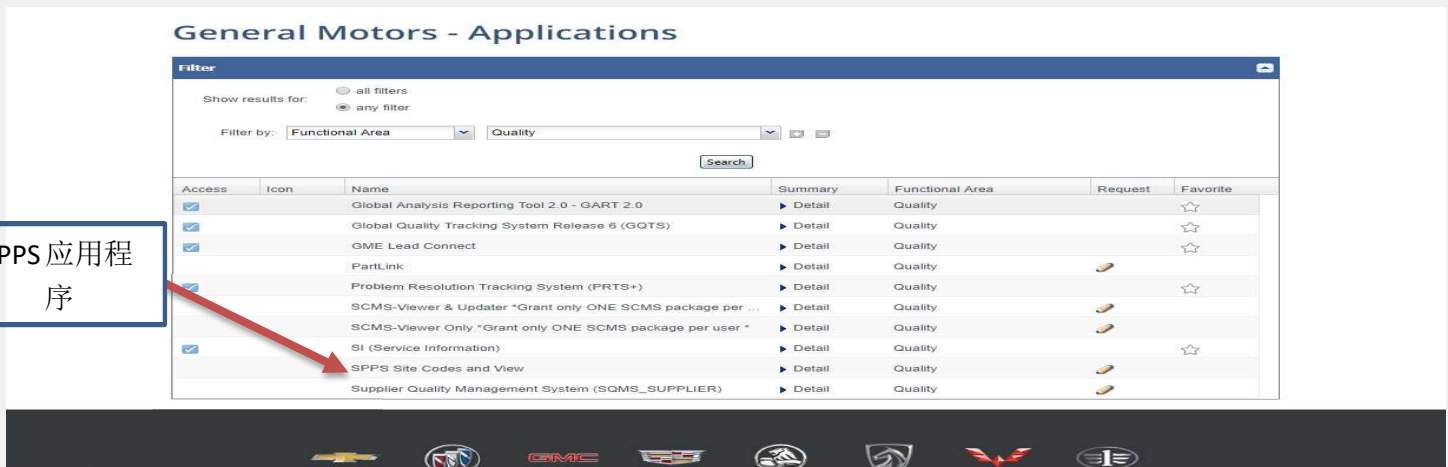 General Motors - Applications
Filter
Show results for:
all filters
any filter
Filter by: Functional Area Quality
Search
Access Icon Name Summary Functional Area Request Favorite
Global Analysis Reporting Tool 2.0 - GART 2.0 Detail Quality
Global Quality Tracking System Release 6 (GQTS) Detail Quality
GME Lead Connect Detail Quality
PartLink Detail Quality
Problem Resolution Tracking System (PRTS+) Detail Quality
SCMS-Viewer & Updater *Grant only ONE SCMS package per ... Detail Quality
SCMS-Viewer Only *Grant only ONE SCMS package per user * Detail Quality
SI (Service Information) Detail Quality
SPPS Site Codes and View Detail Quality
Supplier Quality Management System (SQMS_SUPPLIER) Detail Quality
PPS应用程
序
GMC